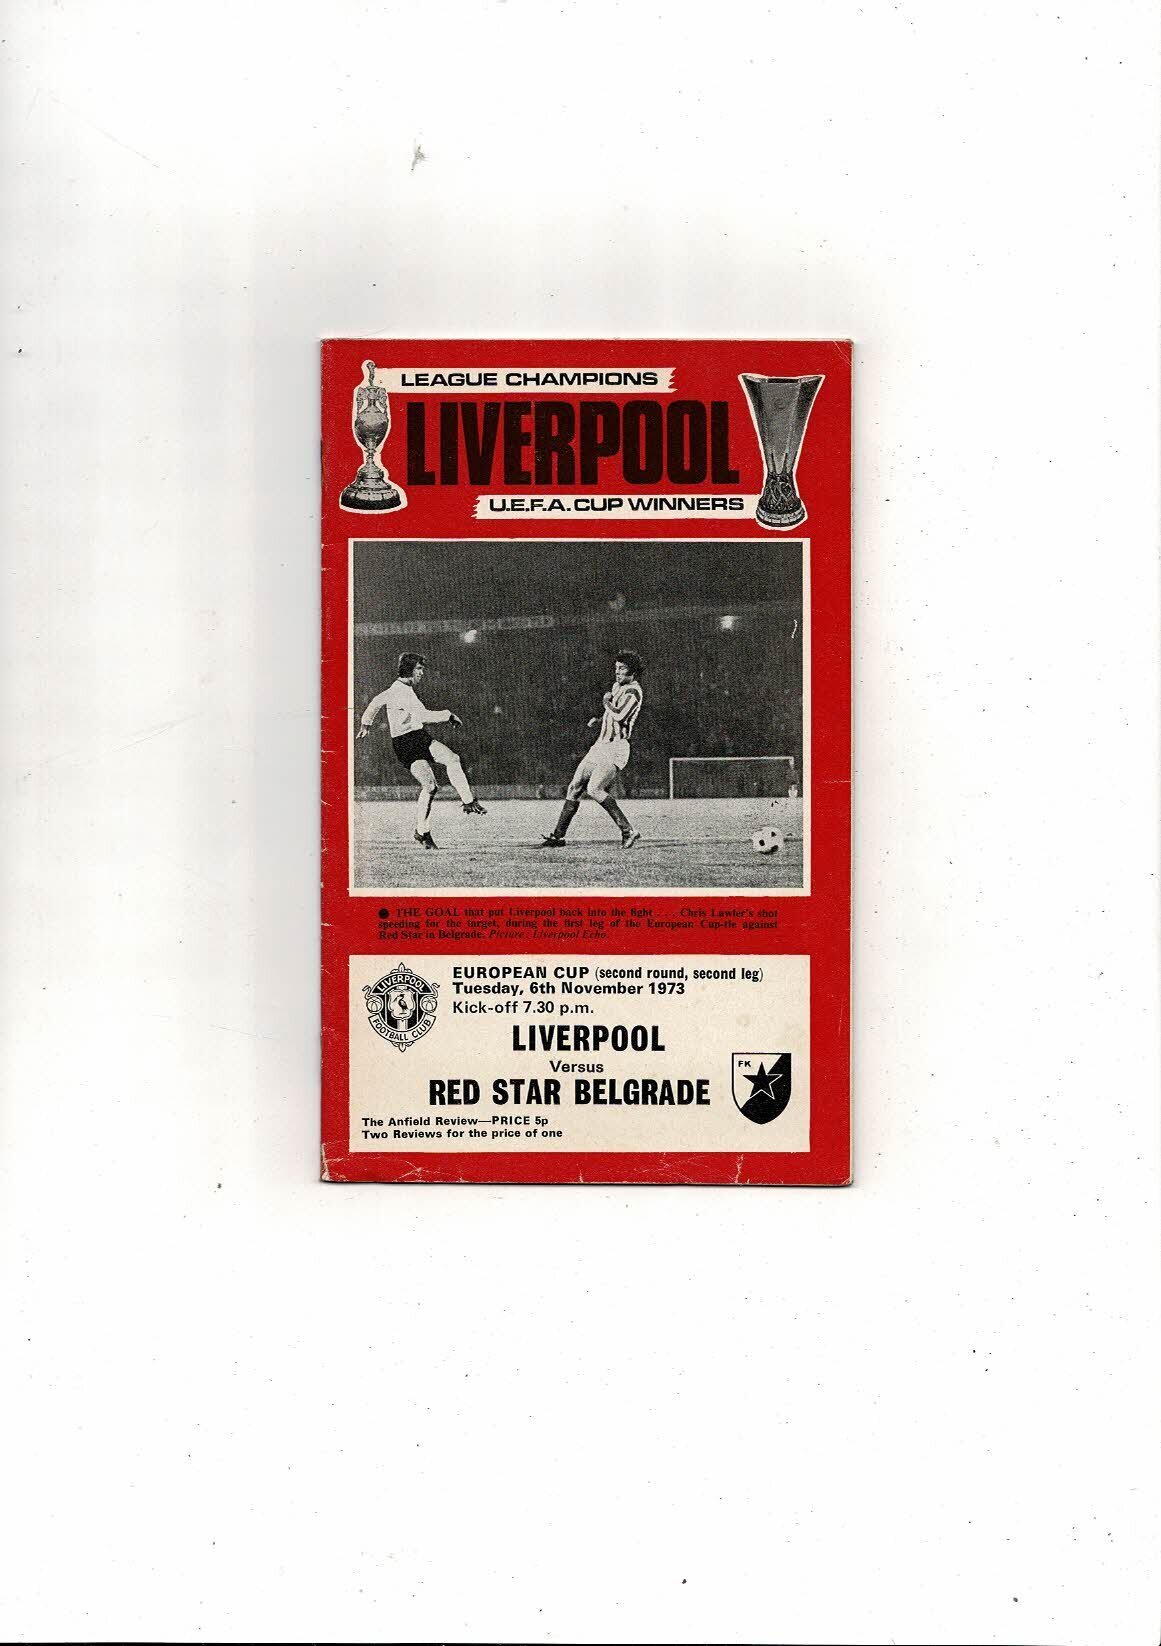 LEAGUE CHAMPIONS
LIVERPOOL
U.E.F.A. CUP WINNERS
● THE GOAL that put Liverpool back into the fight . . . Chris Lawler's shot
speeding for the target, during the first leg of the European Cup-tie against
Red Star in Belgrade. Picture: Liverpool Echo.
LIVERPOOL
FOOTBALL CLUB
EUROPEAN CUP (second round, second leg)
Tuesday, 6th November 1973
Kick-off 7.30 p.m.
LIVERPOOL
Versus
RED STAR BELGRADE
FK
The Anfield Review—PRICE 5p
Two Reviews for the price of one